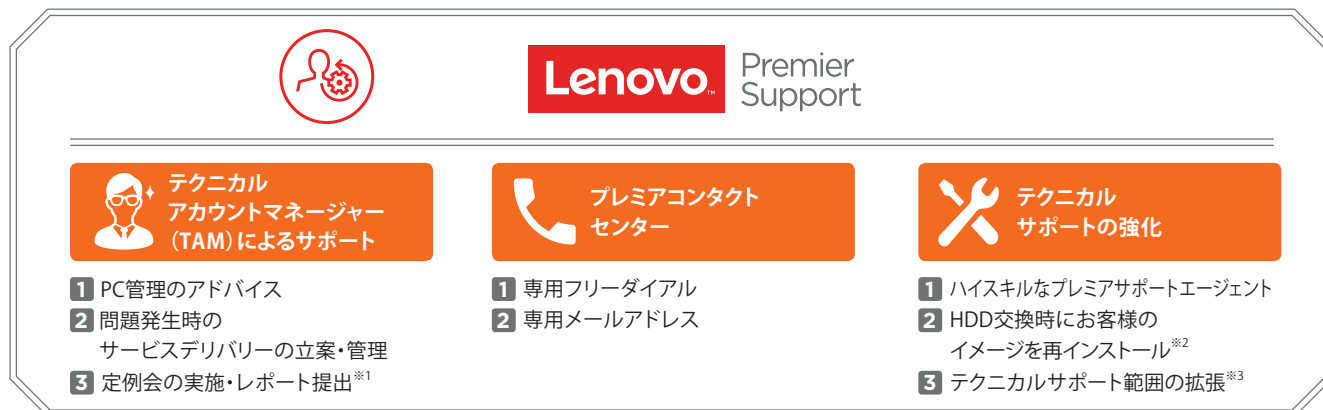 Lenovo™
Premier
Support
テクニカル
アカウントマネージャー
（TAM）によるサポート
1 PC管理のアドバイス
2 問題発生時の
サービスデリバリーの立案・管理
3 定例会の実施・レポート提出※1
プレミアコンタクト
センター
1 専用フリーダイアル
2 専用メールアドレス
テクニカル
サポートの強化
1 ハイスキルなプレミアサポートエージェント
2 HDD交換時にお客様の
イメージを再インストール※2
3 テクニカルサポート範囲の拡張※3